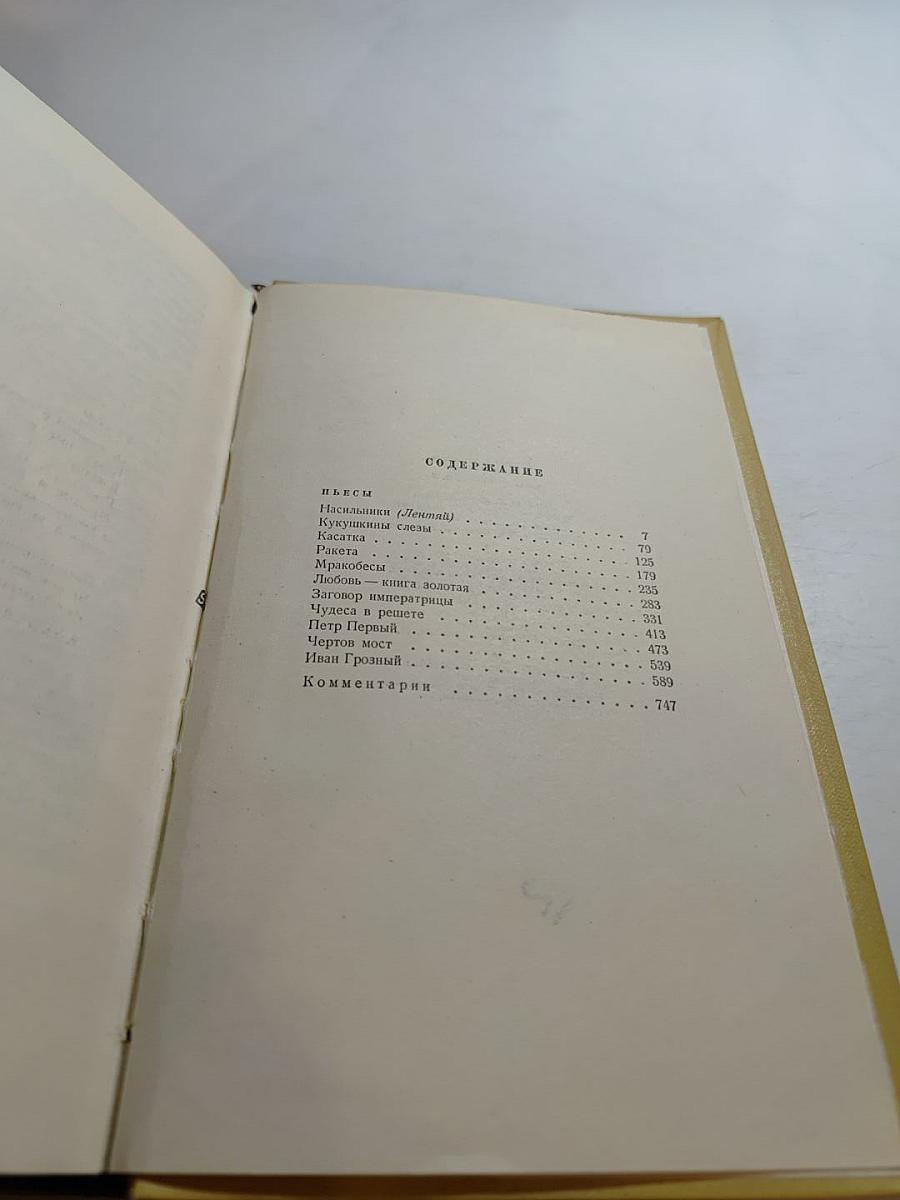 СОДЕРЖАНИЕ
ПЬЕСЫ
Насильники (Лентяй) . . . . . . . . . . . . 7
Кукушкины слезы . . . . . . . . . . . . . 79
Касатка . . . . . . . . . . . . . . . . . 125
Ракета . . . . . . . . . . . . . . . . . 179
Мракобесы . . . . . . . . . . . . . . . . 235
Любовь — книга золотая . . . . . . . . . . 283
Заговор императрицы . . . . . . . . . . . 331
Чудеса в решете . . . . . . . . . . . . . 413
Петр Первый . . . . . . . . . . . . . . . 473
Чертов мост . . . . . . . . . . . . . . . 539
Иван Грозный . . . . . . . . . . . . . . . 589
Комментарии . . . . . . . . . . . . . . . 747